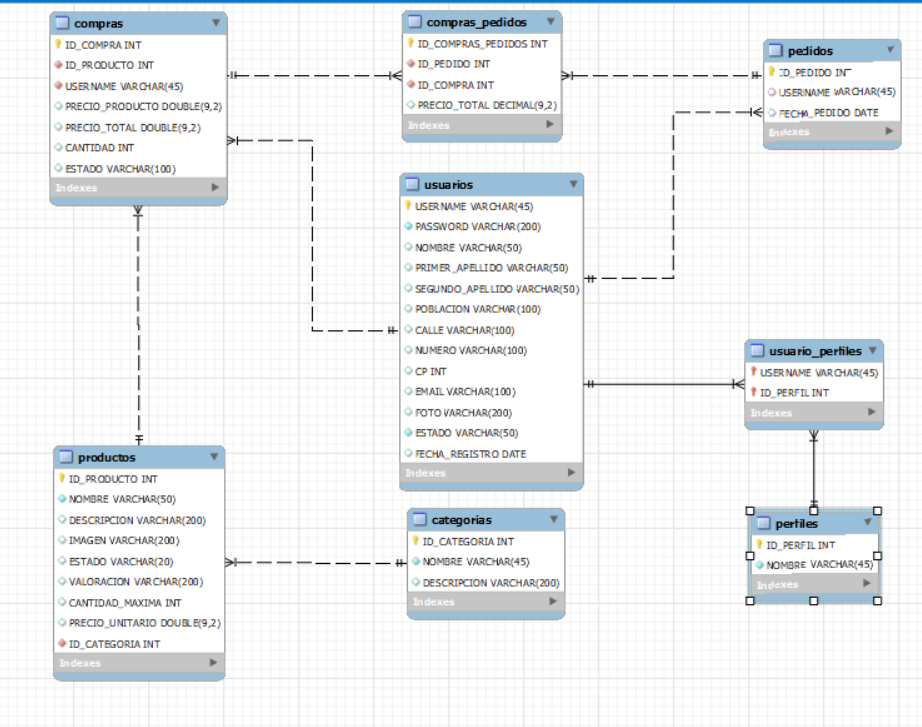 compras
ID_COMPRA INT
ID_PRODUCTO INT
USERNAME VARCHAR(45)
PRECIO_PRODUCTO DOUBLE(9,2)
PRECIO_TOTAL DOUBLE(9,2)
CANTIDAD INT
ESTADO VARCHAR(100)
Indexes
compras_pedidos
ID_COMPRAS_PEDIDOS INT
ID_PEDIDO INT
ID_COMPRA INT
PRECIO_TOTAL DECIMAL(9,2)
Indexes
pedidos
ID_PEDIDO INT
USERNAME VARCHAR(45)
FECHA_PEDIDO DATE
Indexes
usuarios
USERNAME VARCHAR(45)
PASSWORD VARCHAR(200)
NOMBRE VARCHAR(50)
PRIMER_APELLIDO VARCHAR(50)
SEGUNDO_APELLIDO VARCHAR(50)
POBLACION VARCHAR(100)
CALLE VARCHAR(100)
NUMERO VARCHAR(100)
CP INT
EMAIL VARCHAR(100)
FOTO VARCHAR(200)
ESTADO VARCHAR(50)
FECHA_REGISTRO DATE
Indexes
usuario_perfiles
USERNAME VARCHAR(45)
ID_PERFIL INT
Indexes
productos
ID_PRODUCTO INT
NOMBRE VARCHAR(50)
DESCRIPCION VARCHAR(200)
IMAGEN VARCHAR(200)
ESTADO VARCHAR(20)
VALORACION VARCHAR(200)
CANTIDAD_MAXIMA INT
PRECIO_UNITARIO DOUBLE(9,2)
ID_CATEGORIA INT
Indexes
categorias
ID_CATEGORIA INT
NOMBRE VARCHAR(45)
DESCRIPCION VARCHAR(200)
Indexes
perfiles
ID_PERFIL INT
NOMBRE VARCHAR(45)
Indexes